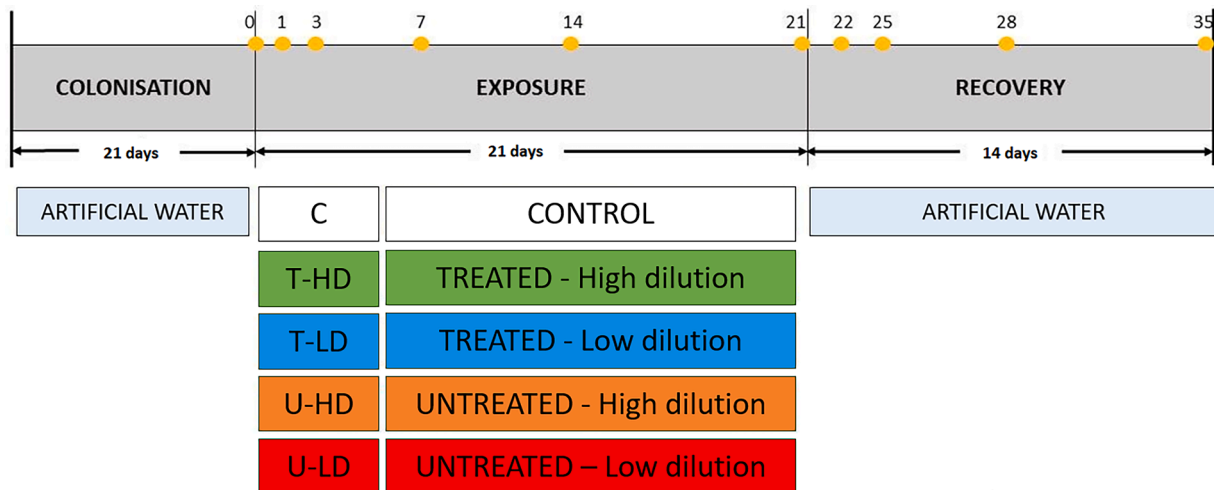 0 1 3 7 14 21 22 25 28 35
COLONISATION EXPOSURE RECOVERY
21 days 21 days 14 days
ARTIFICIAL WATER C CONTROL ARTIFICIAL WATER
T-HD TREATED - High dilution
T-LD TREATED - Low dilution
U-HD UNTREATED - High dilution
U-LD UNTREATED – Low dilution